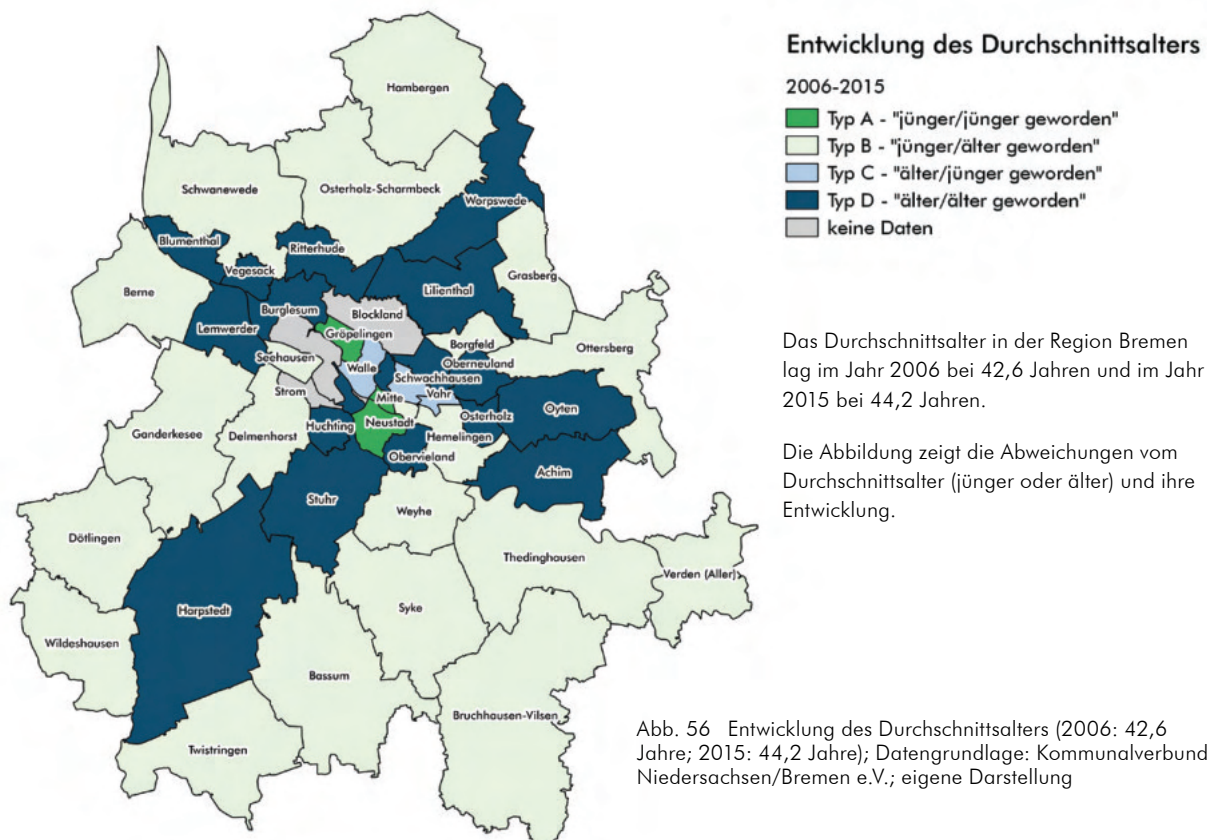 Entwicklung des Durchschnittsalters
2006-2015
Typ A - "jünger/jünger geworden"
Typ B - "jünger/älter geworden"
Typ C - "älter/jünger geworden"
Typ D - "älter/älter geworden"
keine Daten
Hambergen
Schwanewede
Osterholz-Scharmbeck
Worpswede
Blumenthal
Ritterhude
Vegesack
Grasberg
Berne
Lilienthal
Burglesum
Blockland
Lemwerder
Gröpelingen
Borgfeld
Ottersberg
Seehausen
Oberneuland
Walle
Schwachhausen
Strom
Vahr
Mitte
Oyten
Osterholz
Huchting
Neustadt
Ganderkesee
Delmenhorst
Hemelingen
Obervieland
Achim
Stuhr
Weyhe
Dötlingen
Thedinghausen
Verden (Aller)
Harpstedt
Syke
Wildeshausen
Bassum
Bruchhausen-Vilsen
Twistringen
Das Durchschnittsalter in der Region Bremen
lag im Jahr 2006 bei 42,6 Jahren und im Jahr
2015 bei 44,2 Jahren.
Die Abbildung zeigt die Abweichungen vom
Durchschnittsalter (jünger oder älter) und ihre
Entwicklung.
Abb. 56 Entwicklung des Durchschnittsalters (2006: 42,6
Jahre; 2015: 44,2 Jahre); Datengrundlage: Kommunalverbund
Niedersachsen/Bremen e.V.; eigene Darstellung